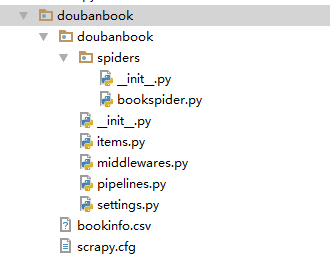 doubanbook
doubanbook
spiders
__init__.py
bookspider.py
__init__.py
items.py
middlewares.py
pipelines.py
settings.py
bookinfo.csv
scrapy.cfg